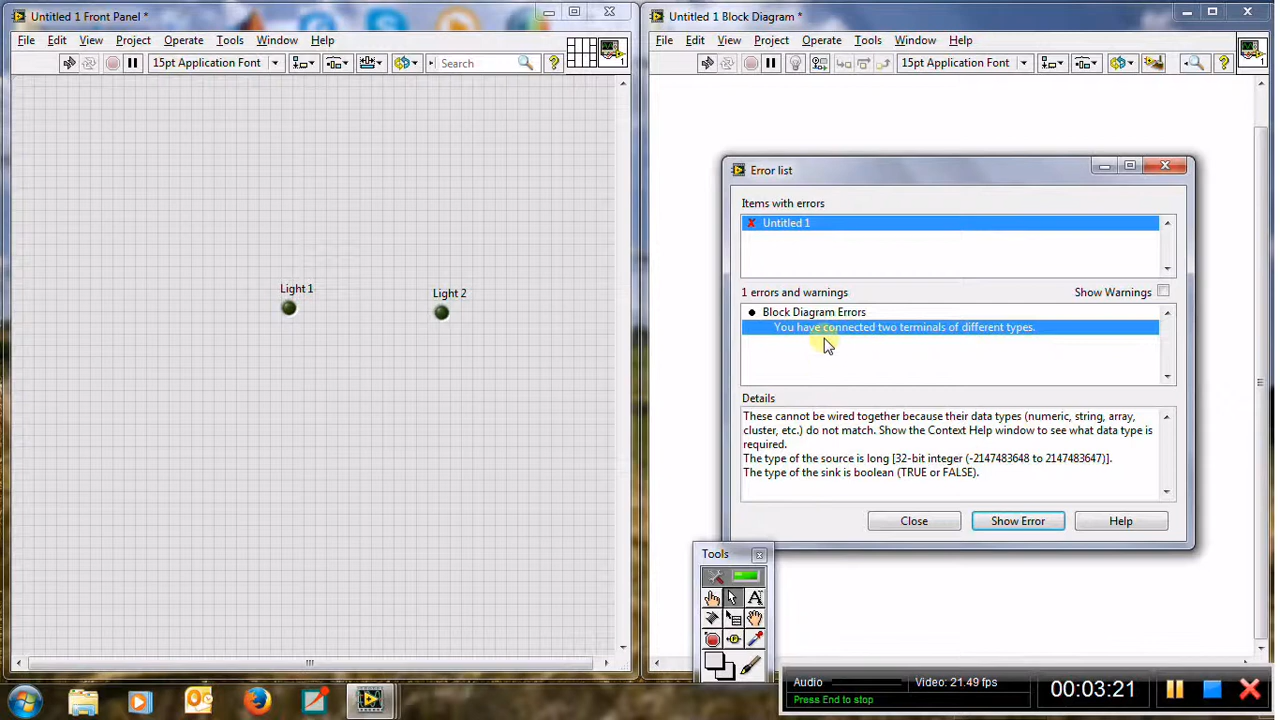 Untitled 1 Front Panel *
File Edit View Project Operate Tools Window Help
15pt Application Font
Search
?
1
Light 1
Light 2
Untitled 1 Block Diagram *
File Edit View Project Operate Tools Window Help
15pt Application Font
?
1
Error list
Items with errors
Untitled 1
1 errors and warnings
Show Warnings
Block Diagram Errors
You have connected two terminals of different types.
Details
These cannot be wired together because their data types (numeric, string, array,
cluster, etc.) do not match. Show the Context Help window to see what data type is
required.
The type of the source is long [32-bit integer (-2147483648 to 2147483647)].
The type of the sink is boolean (TRUE or FALSE).
Close
Show Error
Help
Tools
A
Audio
Video: 21.49 fps
Press End to stop
00:03:21